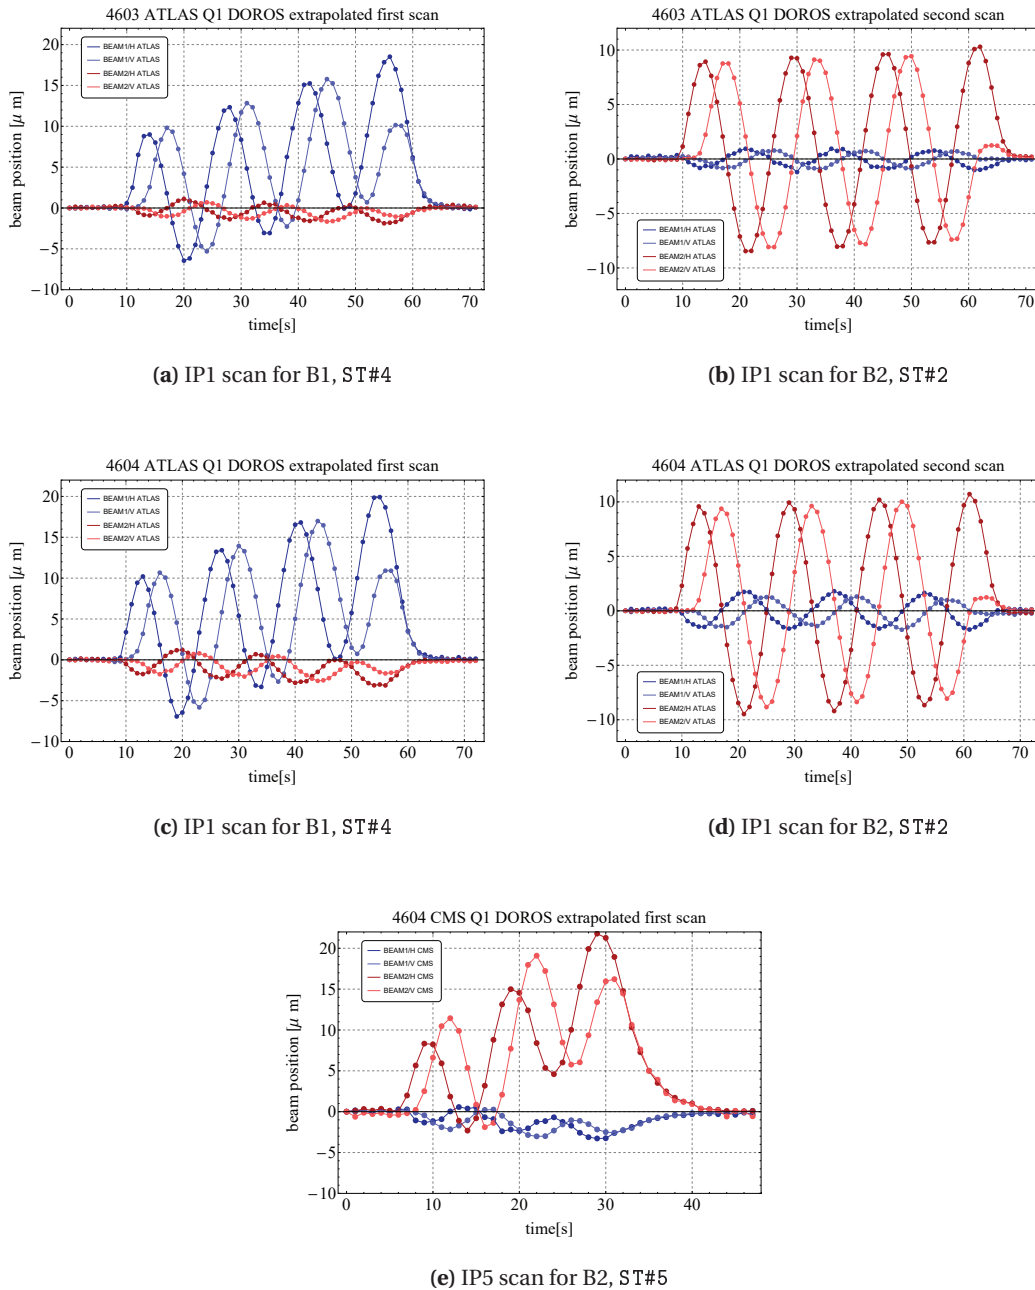 4603 ATLAS Q1 DOROS extrapolated first scan
20
15
10
5
0
−5
−10
beam position [μ m]
BEAM1/H ATLAS
BEAM1/V ATLAS
BEAM2/H ATLAS
BEAM2/V ATLAS
0 10 20 30 40 50 60 70
time[s]
(a) IP1 scan for B1, ST#4
4603 ATLAS Q1 DOROS extrapolated second scan
10
5
0
−5
−10
beam position [μ m]
BEAM1/H ATLAS
BEAM1/V ATLAS
BEAM2/H ATLAS
BEAM2/V ATLAS
0 10 20 30 40 50 60 70
time[s]
(b) IP1 scan for B2, ST#2
4604 ATLAS Q1 DOROS extrapolated first scan
20
15
10
5
0
−5
−10
beam position [μ m]
BEAM1/H ATLAS
BEAM1/V ATLAS
BEAM2/H ATLAS
BEAM2/V ATLAS
0 10 20 30 40 50 60 70
time[s]
(c) IP1 scan for B1, ST#4
4604 ATLAS Q1 DOROS extrapolated second scan
10
5
0
−5
−10
beam position [μ m]
BEAM1/H ATLAS
BEAM1/V ATLAS
BEAM2/H ATLAS
BEAM2/V ATLAS
0 10 20 30 40 50 60 70
time[s]
(d) IP1 scan for B2, ST#2
4604 CMS Q1 DOROS extrapolated first scan
20
15
10
5
0
−5
−10
beam position [μ m]
BEAM1/H CMS
BEAM1/V CMS
BEAM2/H CMS
BEAM2/V CMS
0 10 20 30 40
time[s]
(e) IP5 scan for B2, ST#5